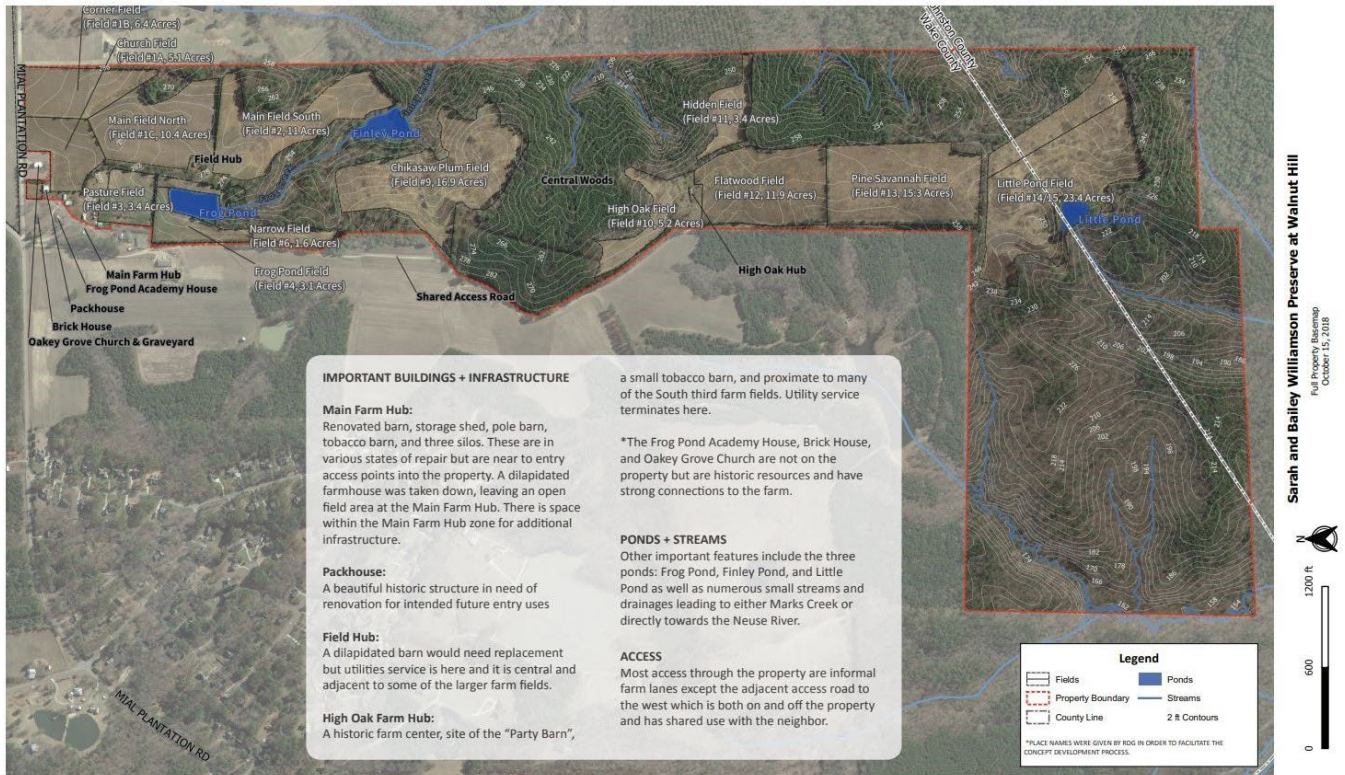 Corner Field
(Field #1B, 6.4 Acres)
Church Field
(Field #1A, 5.1 Acres)
MIAL PLANTATION RD
Main Field North
(Field #1C, 10.4 Acres)
Main Field South
(Field #2, 11 Acres)
Finley Pond
Field Hub
Pasture Field
(Field #3, 3.4 Acres)
Frog Pond
Narrow Field
(Field #6, 1.6 Acres)
Frog Pond Field
(Field #4, 3.1 Acres)
Chikasaw Plum Field
(Field #9, 16.9 Acres)
Central Woods
Hidden Field
(Field #11, 3.4 Acres)
High Oak Field
(Field #10, 5.2 Acres)
Flatwood Field
(Field #12, 11.9 Acres)
Pine Savannah Field
(Field #13, 15.3 Acres)
Little Pond Field
(Field #14/15, 23.4 Acres)
Little Pond
Johnston County
Wake County
Main Farm Hub
Frog Pond Academy House
Packhouse
Brick House
Oakey Grove Church & Graveyard
Shared Access Road
High Oak Hub
IMPORTANT BUILDINGS + INFRASTRUCTURE
Main Farm Hub:
Renovated barn, storage shed, pole barn,
tobacco barn, and three silos. These are in
various states of repair but are near to entry
access points into the property. A dilapidated
farmhouse was taken down, leaving an open
field area at the Main Farm Hub. There is space
within the Main Farm Hub zone for additional
infrastructure.
Packhouse:
A beautiful historic structure in need of
renovation for intended future entry uses
Field Hub:
A dilapidated barn would need replacement
but utilities service is here and it is central and
adjacent to some of the larger farm fields.
High Oak Farm Hub:
A historic farm center, site of the “Party Barn”,
a small tobacco barn, and proximate to many
of the South third farm fields. Utility service
terminates here.
*The Frog Pond Academy House, Brick House,
and Oakey Grove Church are not on the
property but are historic resources and have
strong connections to the farm.
PONDS + STREAMS
Other important features include the three
ponds: Frog Pond, Finley Pond, and Little
Pond as well as numerous small streams and
drainages leading to either Marks Creek or
directly towards the Neuse River.
ACCESS
Most access through the property are informal
farm lanes except the adjacent access road to
the west which is both on and off the property
and has shared use with the neighbor.
MIAL PLANTATION RD
Legend
Fields
Property Boundary
County Line
Ponds
Streams
2 ft Contours
*PLACE NAMES WERE GIVEN BY RDG IN ORDER TO FACILITATE THE
CONCEPT DEVELOPMENT PROCESS.
Sarah and Bailey Williamson Preserve at Walnut Hill
Full Property Basemap
October 15, 2018
N
0 600 1200 ft